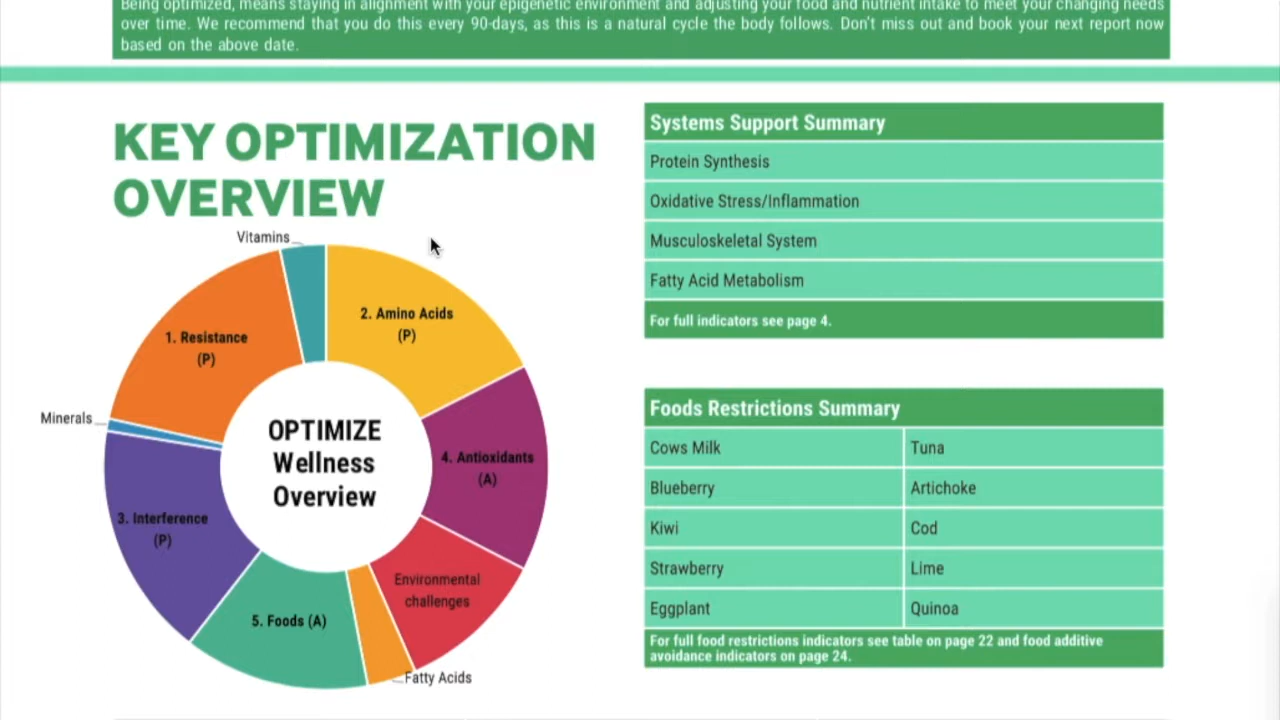 Being optimized, means staying in alignment with your epigenetic environment and adjusting your food and nutrient intake to meet your changing needs
over time. We recommend that you do this every 90-days, as this is a natural cycle the body follows. Don't miss out and book your next report now
based on the above date.
KEY OPTIMIZATION
OVERVIEW
Vitamins
1. Resistance
(P)
2. Amino Acids
(P)
Minerals
OPTIMIZE
Wellness
Overview
4. Antioxidants
(A)
3. Interference
(P)
Environmental
challenges
5. Foods (A)
Fatty Acids
Systems Support Summary
Protein Synthesis
Oxidative Stress/Inflammation
Musculoskeletal System
Fatty Acid Metabolism
For full indicators see page 4.
Foods Restrictions Summary
Cows Milk
Tuna
Blueberry
Artichoke
Kiwi
Cod
Strawberry
Lime
Eggplant
Quinoa
For full food restrictions indicators see table on page 22 and food additive
avoidance indicators on page 24.